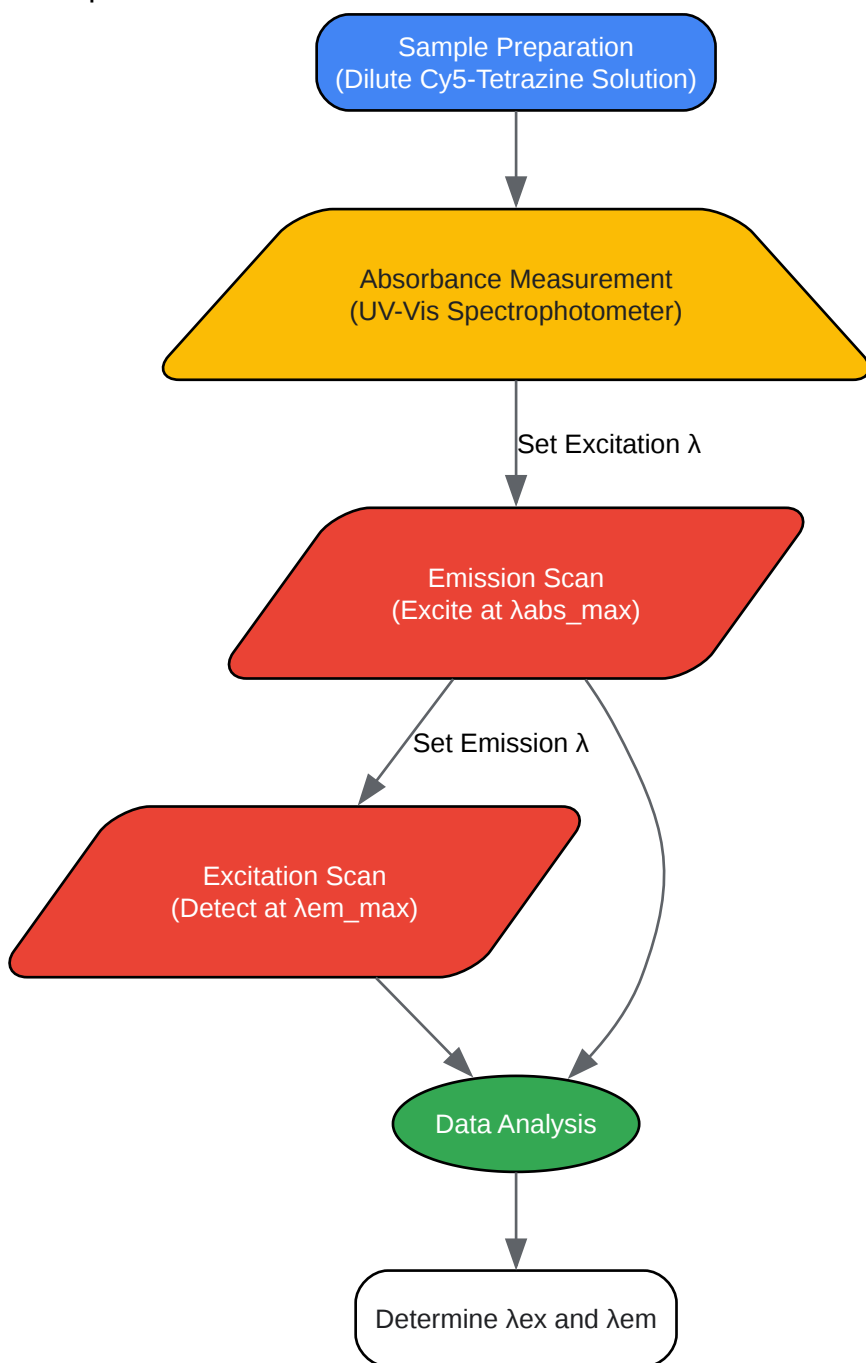 Sample Preparation
(Dilute Cy5-Tetrazine Solution)
Absorbance Measurement
(UV-Vis Spectrophotometer)
Set Excitation λ
Emission Scan
(Excite at λabs_max)
Set Emission λ
Excitation Scan
(Detect at λem_max)
Data Analysis
Determine λex and λem